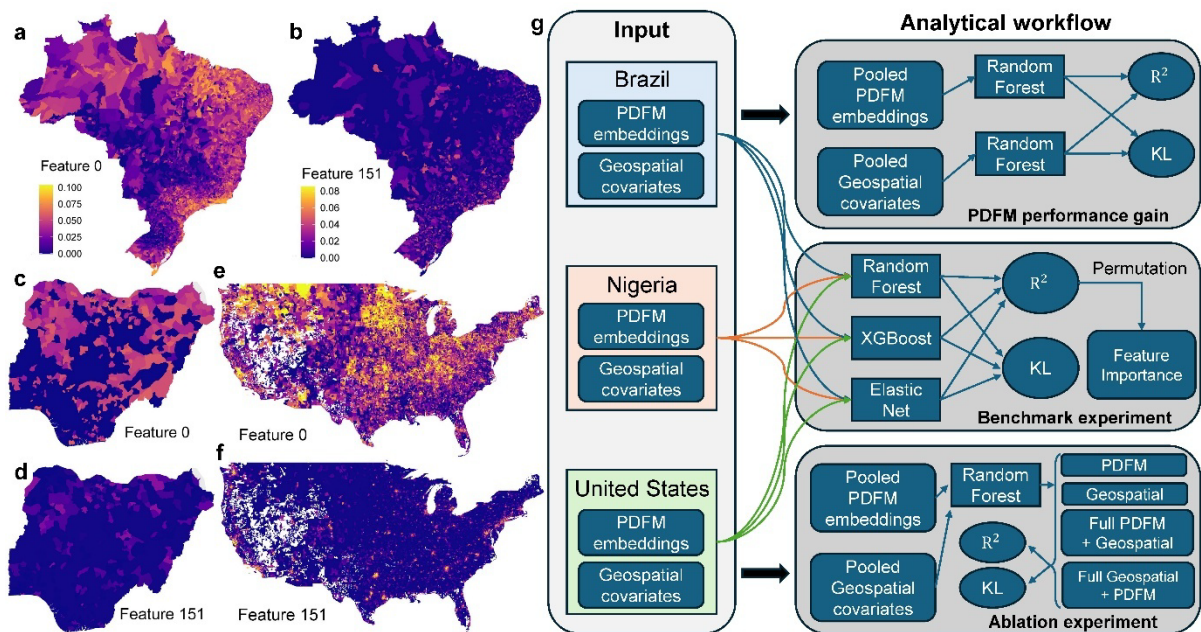 a
b
Feature 0
0.100
0.075
0.050
0.025
0.000
Feature 151
0.08
0.06
0.04
0.02
0.00
c
Feature 0
e
Feature 0
d
Feature 151
f
Feature 151
g
Input
Brazil
PDFM
embeddings
Geospatial
covariates
Nigeria
PDFM
embeddings
Geospatial
covariates
United States
PDFM
embeddings
Geospatial
covariates
Analytical workflow
Pooled
PDFM
embeddings
Random
Forest
R²
Pooled
Geospatial
covariates
Random
Forest
KL
PDFM performance gain
Random
Forest
XGBoost
Elastic
Net
R²
KL
Permutation
Feature
Importance
Benchmark experiment
Pooled
PDFM
embeddings
Pooled
Geospatial
covariates
Random
Forest
R²
KL
PDFM
Geospatial
Full PDFM
+ Geospatial
Full Geospatial
+ PDFM
Ablation experiment